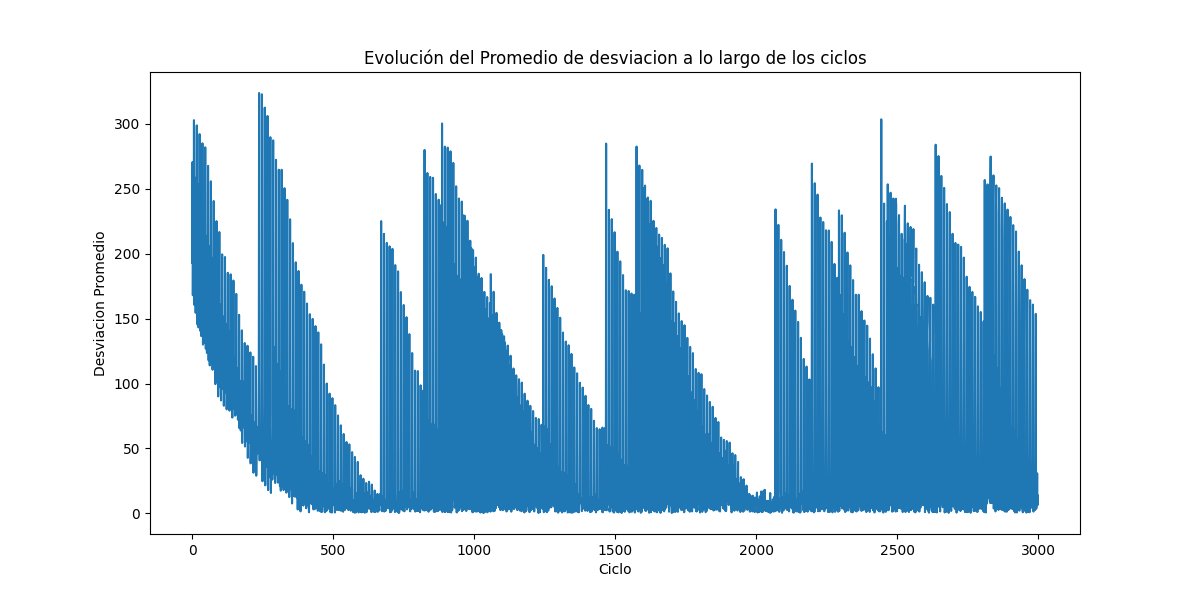 Evolución del Promedio de desviacion a lo largo de los ciclos
300
250
200
150
100
50
0
Desviacion Promedio
0 500 1000 1500 2000 2500 3000
Ciclo